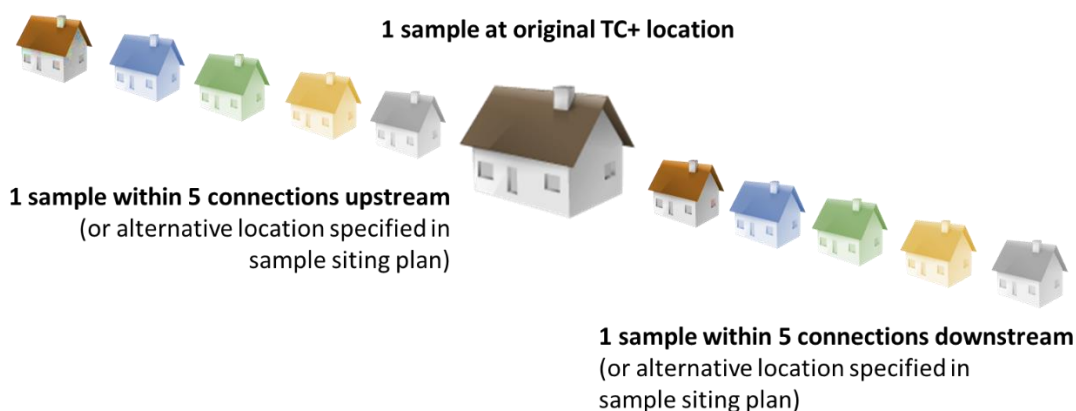 1 sample at original TC+ location
1 sample within 5 connections upstream
(or alternative location specified in
sample siting plan)
1 sample within 5 connections downstream
(or alternative location specified in
sample siting plan)